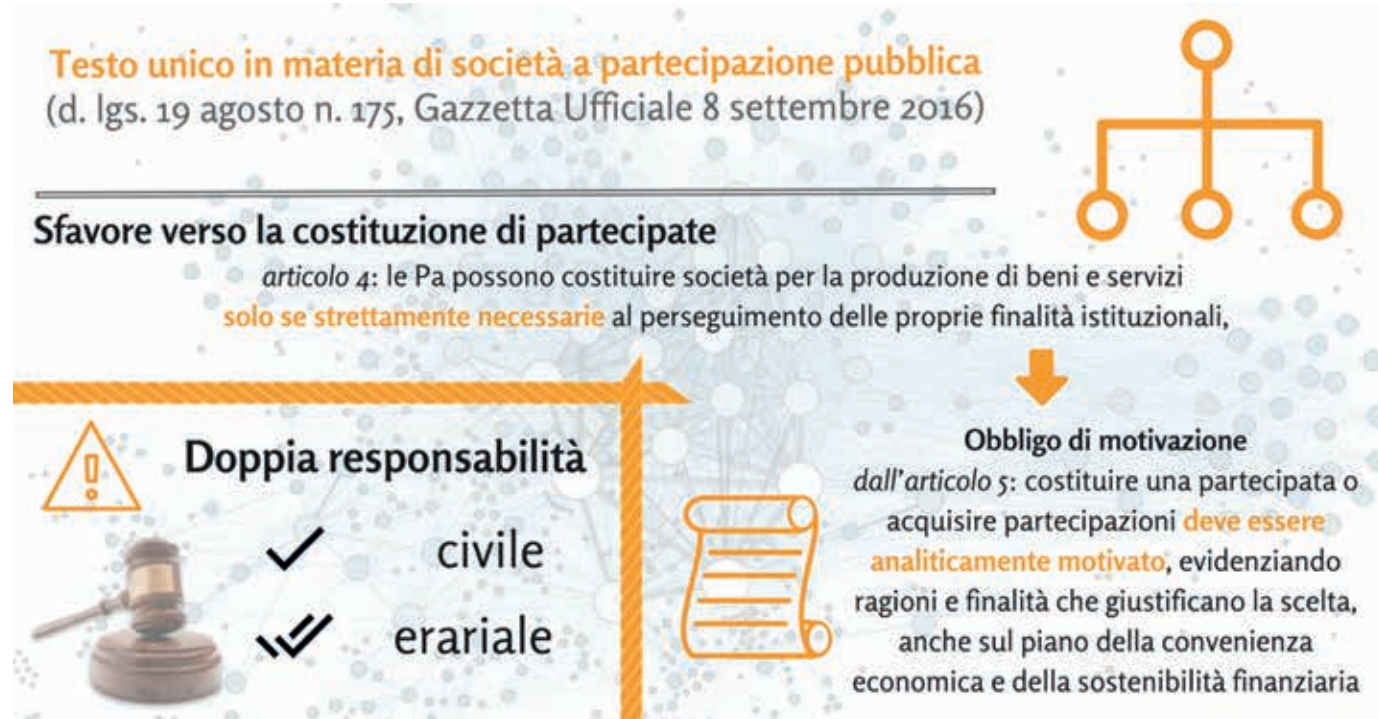 Testo unico in materia di società a partecipazione pubblica
(d. lgs. 19 agosto n. 175, Gazzetta Ufficiale 8 settembre 2016)
Sfavore verso la costituzione di partecipate
articolo 4: le Pa possono costituire società per la produzione di beni e servizi
solo se strettamente necessarie al perseguimento delle proprie finalità istituzionali,
Doppia responsabilità
civile
erariale
Obbligo di motivazione
dall'articolo 5: costituire una partecipata o
acquisire partecipazioni deve essere
analiticamente motivato, evidenziando
ragioni e finalità che giustificano la scelta,
anche sul piano della convenienza
economica e della sostenibilità finanziaria